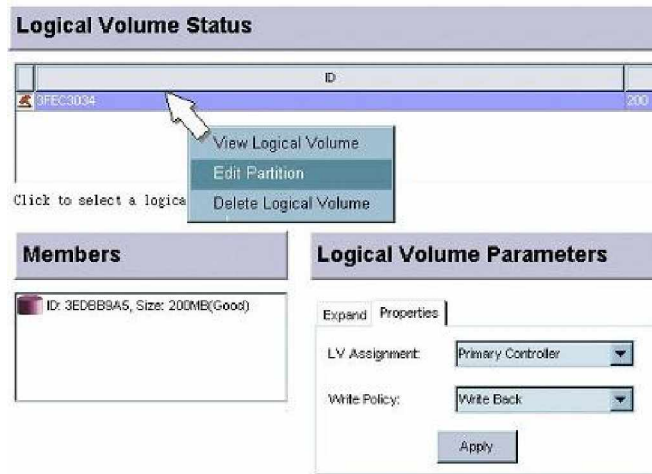 Logical Volume Status
ID
3FEC3034
200
View Logical Volume
Edit Partition
Click to select a logica
Delete Logical Volume
Members
ID: 3EDBB9A5, Size: 200MB(Good)
Logical Volume Parameters
Expand
Properties
LV Assignment:
Primary Controller
Write Policy:
Write Back
Apply